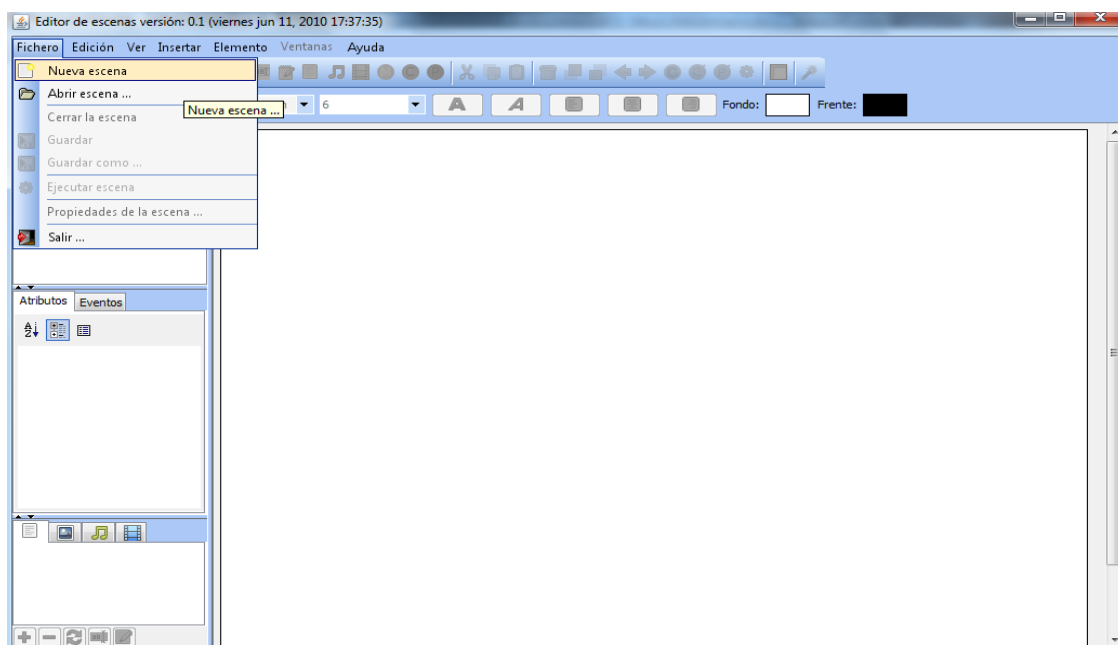 Editor de escenas versión: 0.1 (viernes jun 11, 2010 17:37:35)
Fichero Edición Ver Insertar Elemento Ventanas Ayuda
Nueva escena
Abrir escena ...
Nueva escena ...
6
A A
Fondo: Frente:
Cerrar la escena
Guardar
Guardar como ...
Ejecutar escena
Propiedades de la escena ...
Salir ...
Atributos Eventos